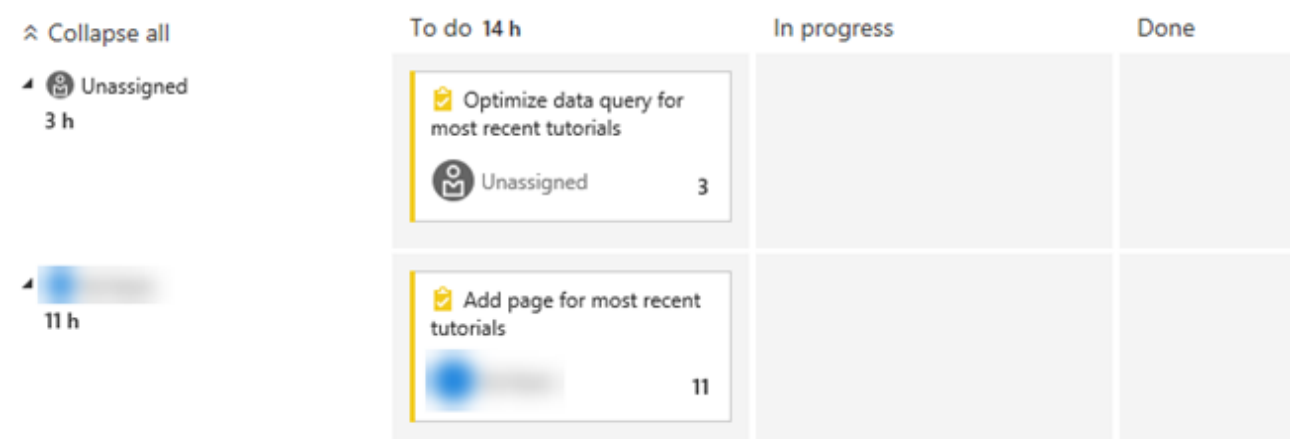 Collapse all
To do 14 h
In progress
Done
Unassigned
3 h
Optimize data query for
most recent tutorials
Unassigned
3
11 h
Add page for most recent
tutorials
11